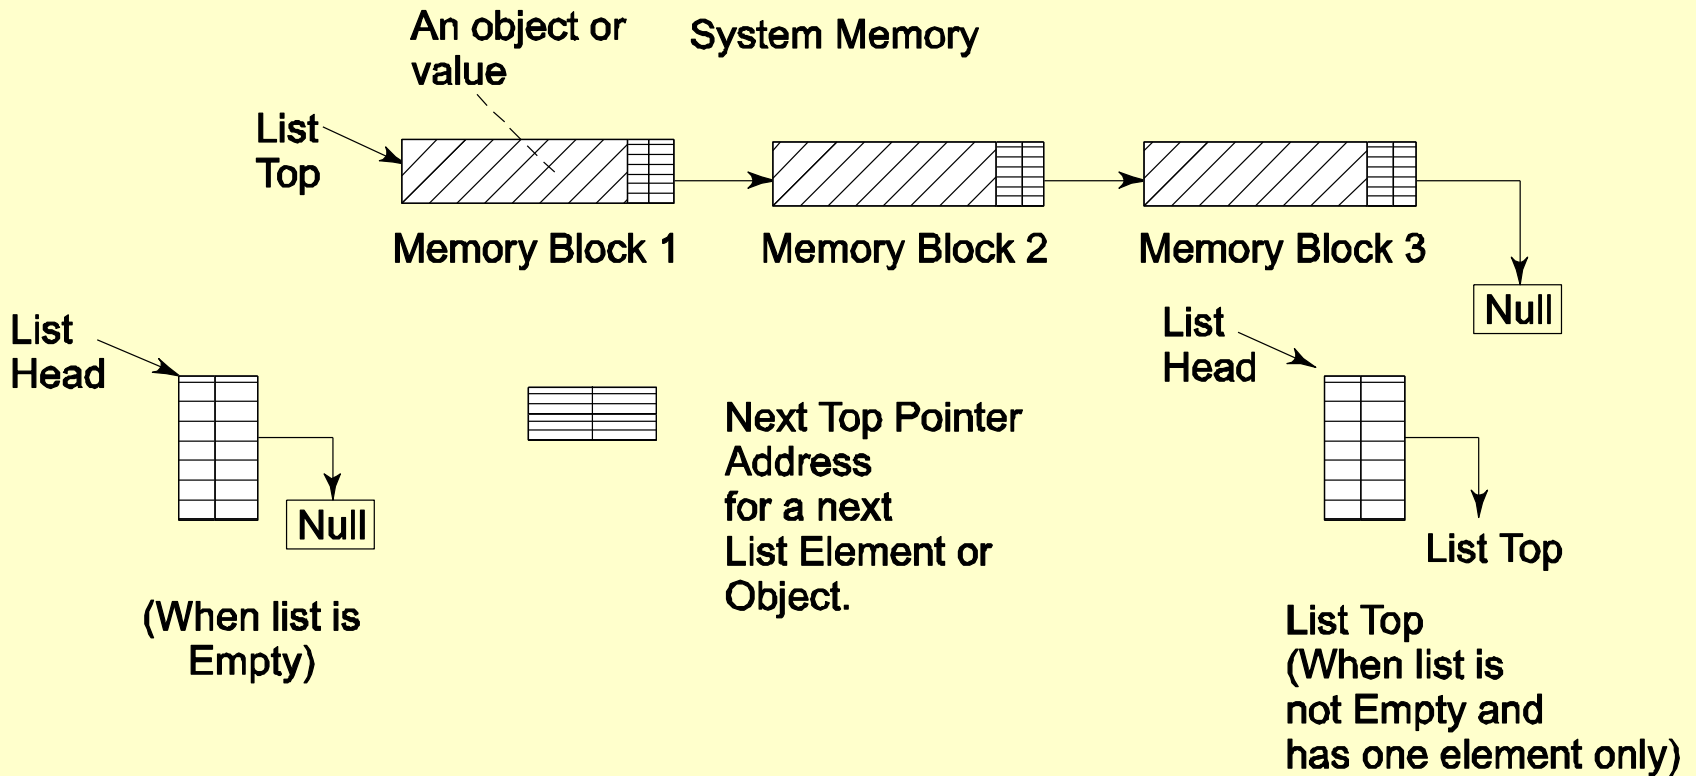 An object or
value
System Memory
List
Top
Memory Block 1
Memory Block 2
Memory Block 3
Null
List
Head
Null
(When list is
Empty)
Next Top Pointer
Address
for a next
List Element or
Object.
List
Head
List Top
List Top
(When list is
not Empty and
has one element only)